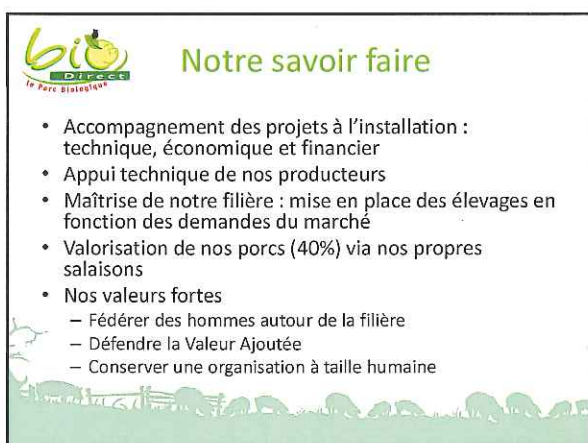 bio
Direct
le Porc Biologique
Notre savoir faire
• Accompagnement des projets à l'installation :
technique, économique et financier
• Appui technique de nos producteurs
• Maîtrise de notre filière : mise en place des élevages en
fonction des demandes du marché
• Valorisation de nos porcs (40%) via nos propres
salaisons
• Nos valeurs fortes
– Fédérer des hommes autour de la filière
– Défendre la Valeur Ajoutée
– Conserver une organisation à taille humaine